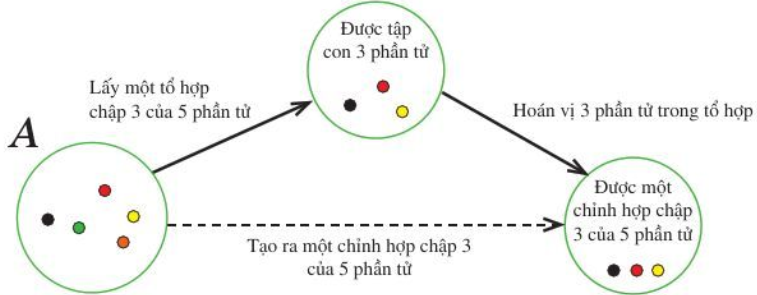 Được tập
con 3 phần tử
Lấy một tổ hợp
chập 3 của 5 phần tử
Hoán vị 3 phần tử trong tổ hợp
A
Được một
chỉnh hợp chập
3 của 5 phần tử
Tạo ra một chỉnh hợp chập 3
của 5 phần tử